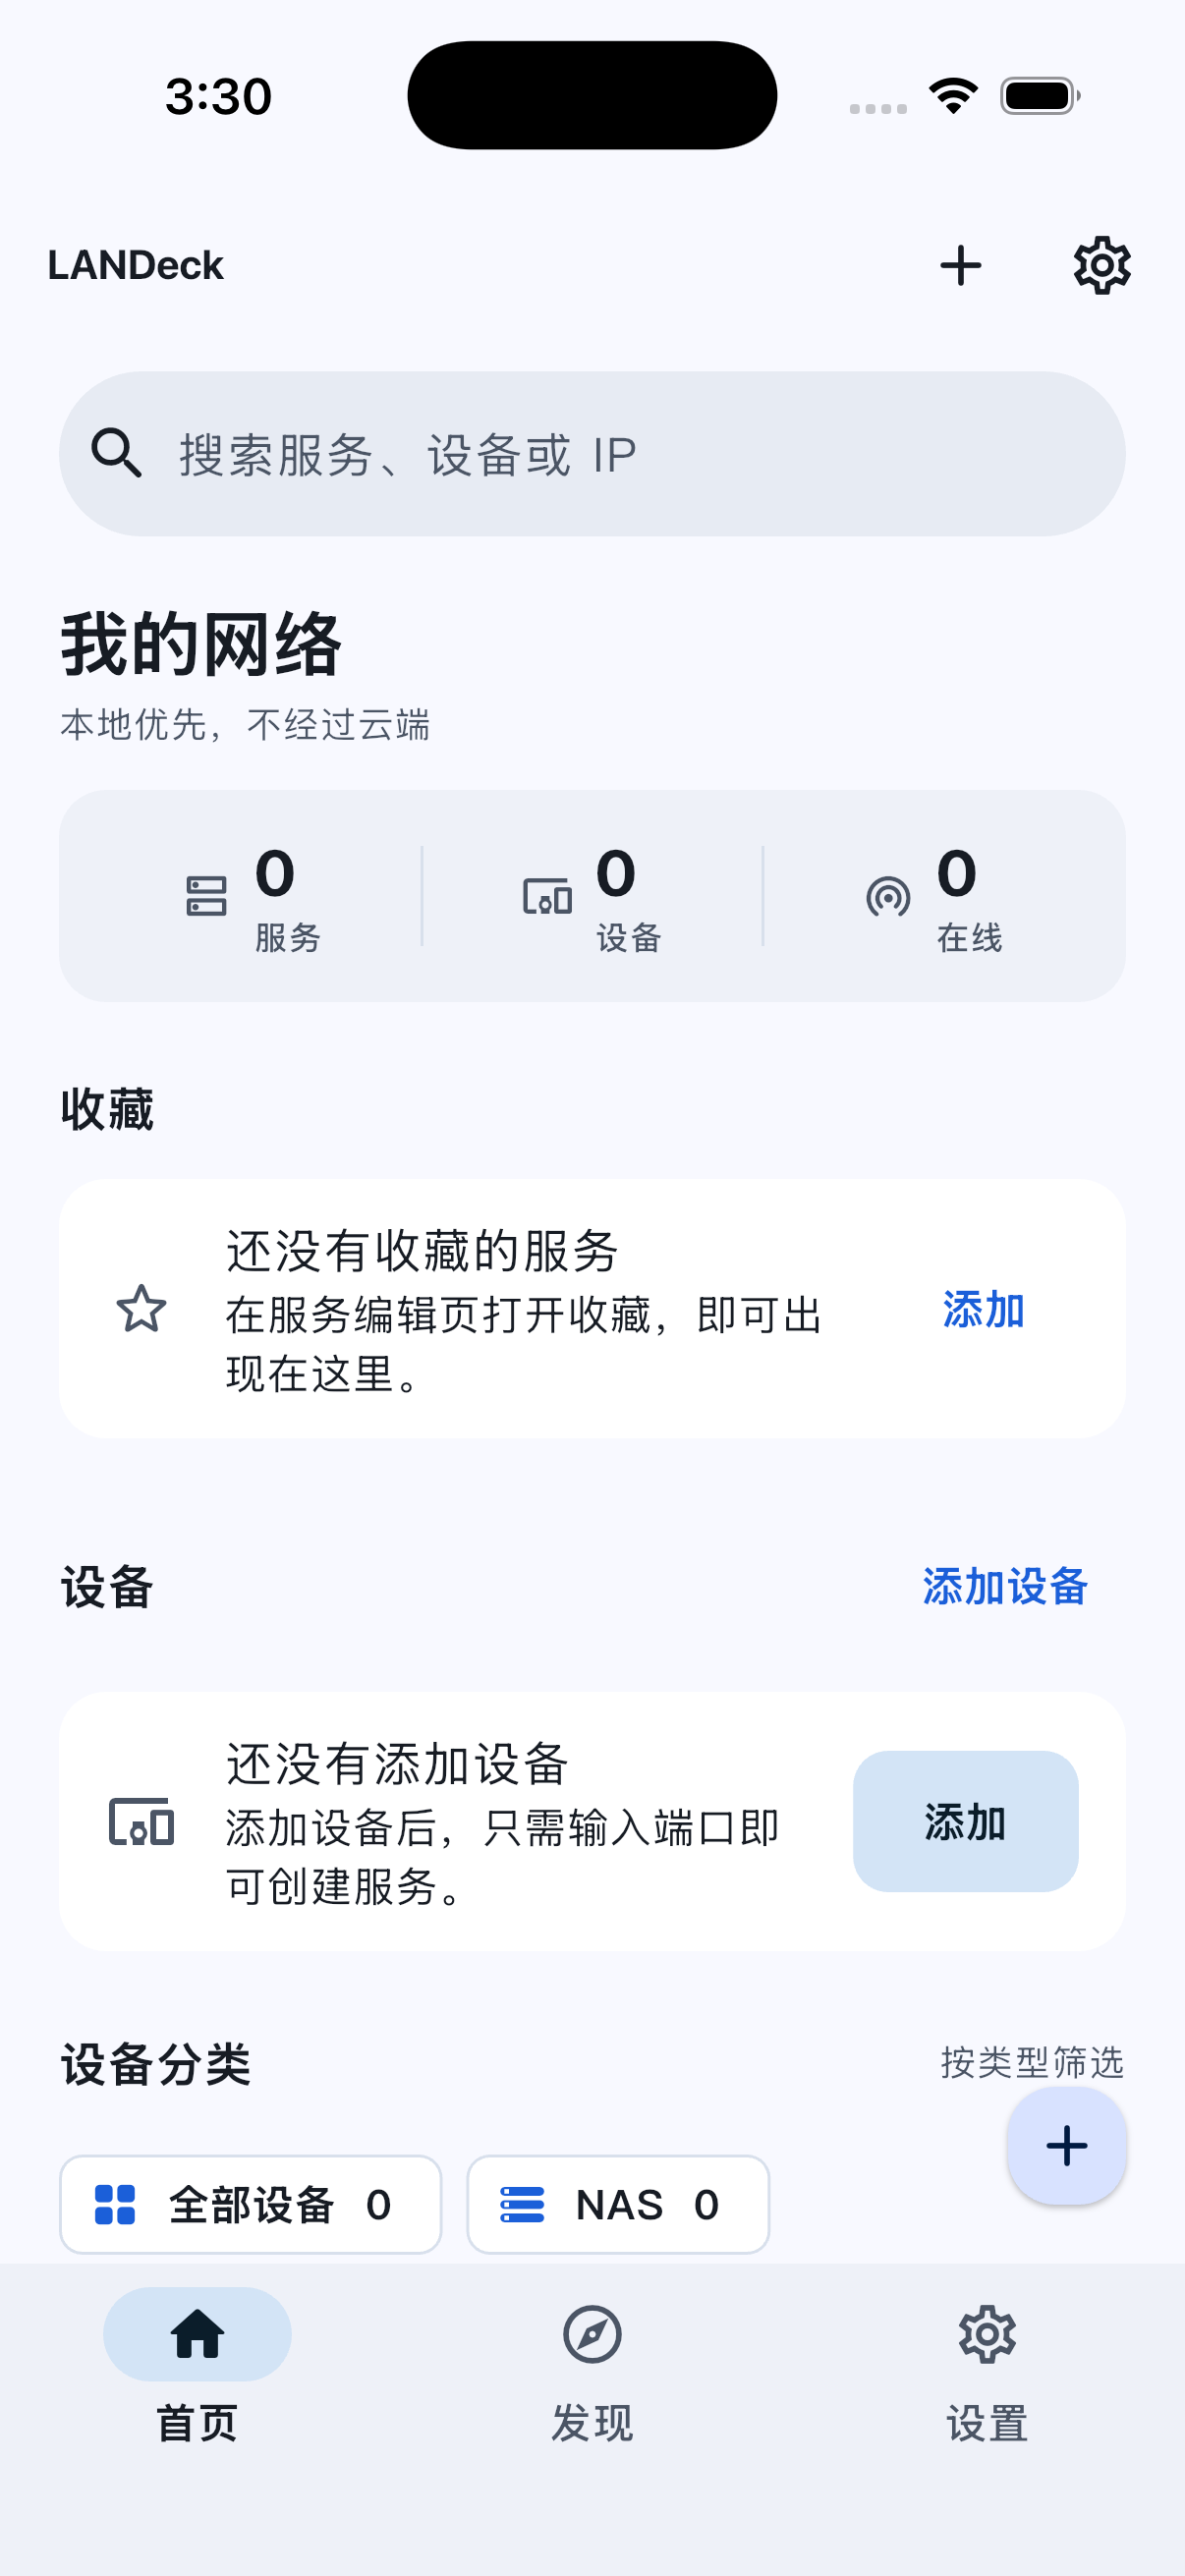 3:30
LANDeck
搜索服务、设备或 IP
我的网络
本地优先，不经过云端
0
服务
0
设备
0
在线
收藏
还没有收藏的服务
在服务编辑页打开收藏，即可出
现在这里。
添加
设备
添加设备
还没有添加设备
添加设备后，只需输入端口即
可创建服务。
添加
设备分类
按类型筛选
全部设备 0
NAS 0
首页
发现
设置